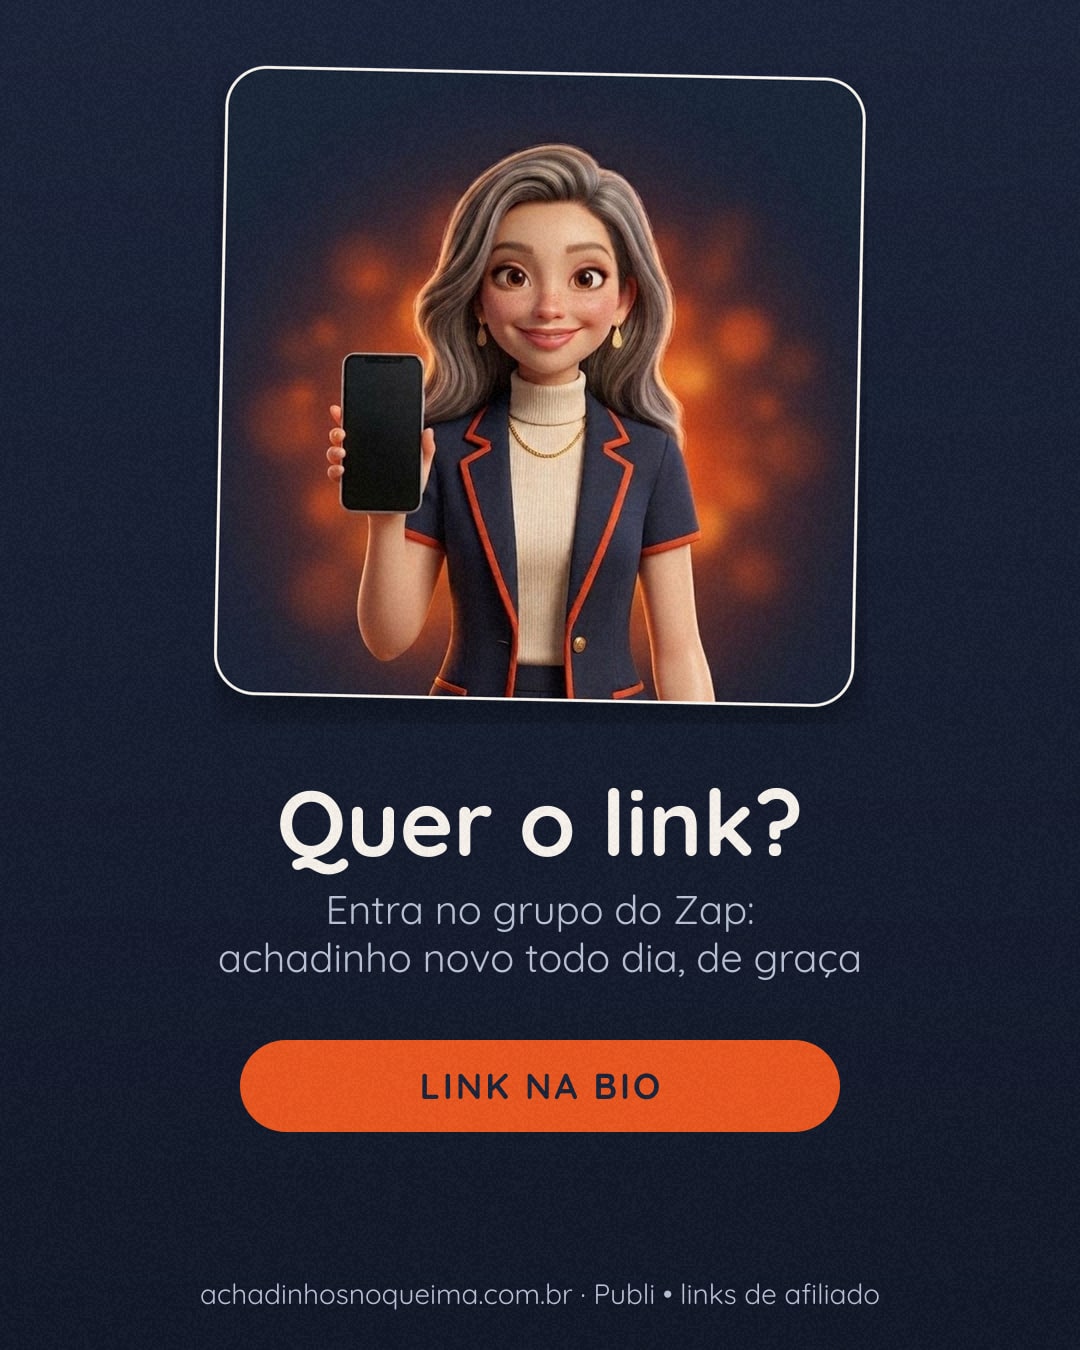 Quer o link?
Entra no grupo do Zap:
achadinho novo todo dia, de graça
LINK NA BIO
achadinhosnoqueima.com.br · Publi • links de afiliado